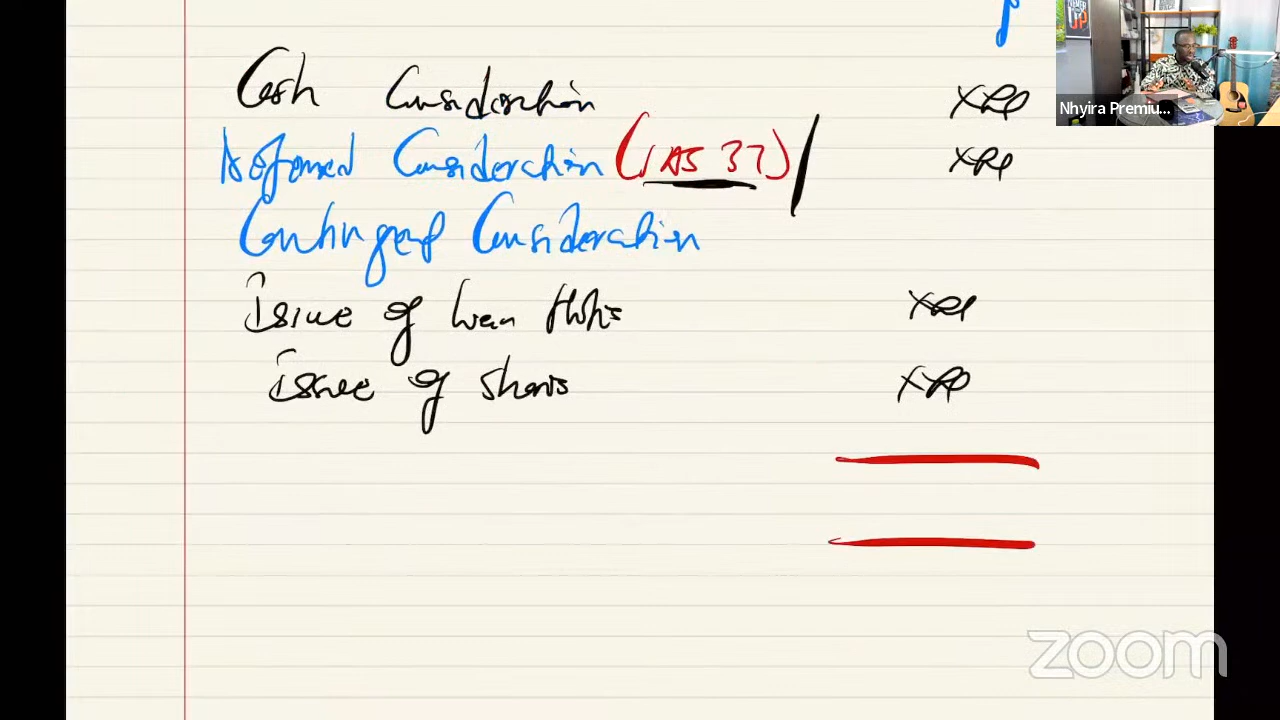 Cash Consideration XXX
Nhyira Premiu...
Deferred Consideration (IAS 37) / XXX
Contingent Consideration
Issue of loan XXX
Issue of shares XXX
zoom